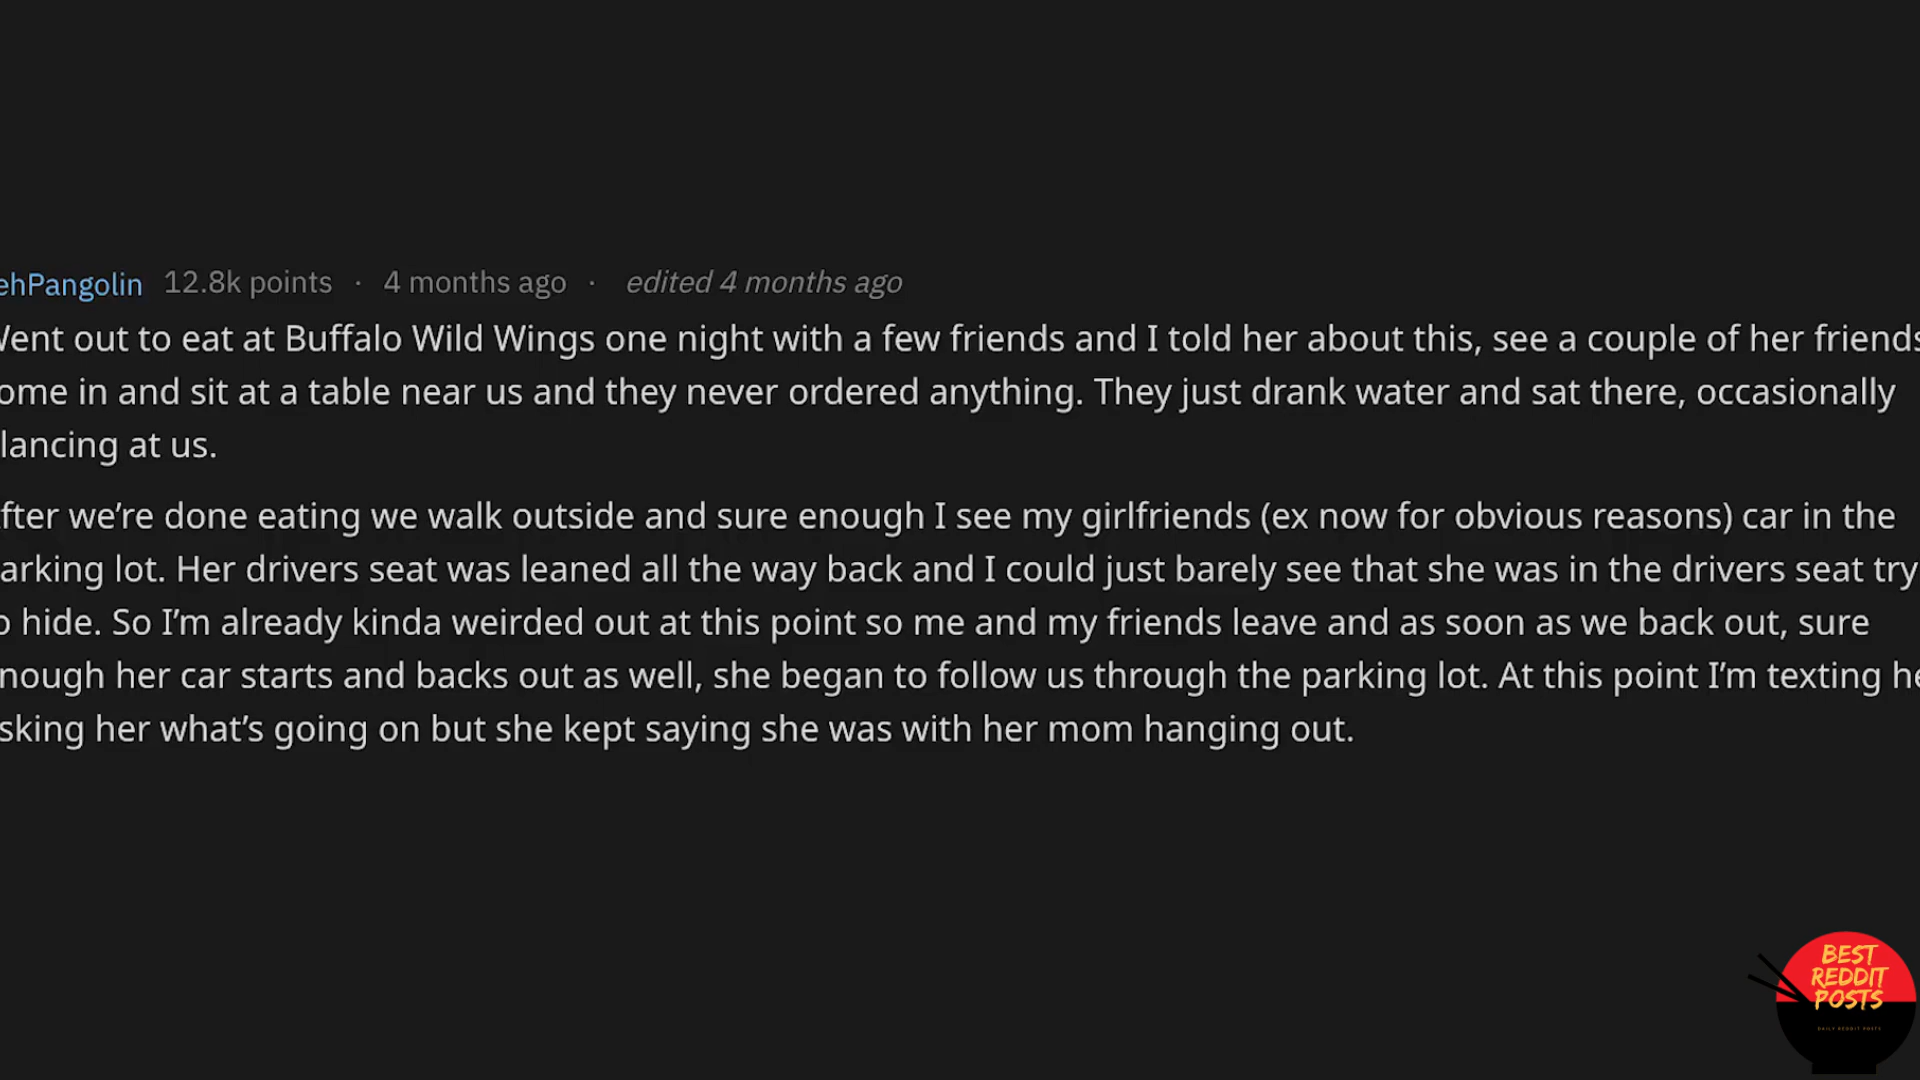 ehPangolin 12.8k points · 4 months ago · edited 4 months ago
ent out to eat at Buffalo Wild Wings one night with a few friends and I told her about this, see a couple of her friends
ome in and sit at a table near us and they never ordered anything. They just drank water and sat there, occasionally
lancing at us.
fter we’re done eating we walk outside and sure enough I see my girlfriends (ex now for obvious reasons) car in the
arking lot. Her drivers seat was leaned all the way back and I could just barely see that she was in the drivers seat try
o hide. So I’m already kinda weirded out at this point so me and my friends leave and as soon as we back out, sure
nough her car starts and backs out as well, she began to follow us through the parking lot. At this point I’m texting he
sking her what’s going on but she kept saying she was with her mom hanging out.
BEST
REDDIT
POSTS
DAILY REDDIT POSTS